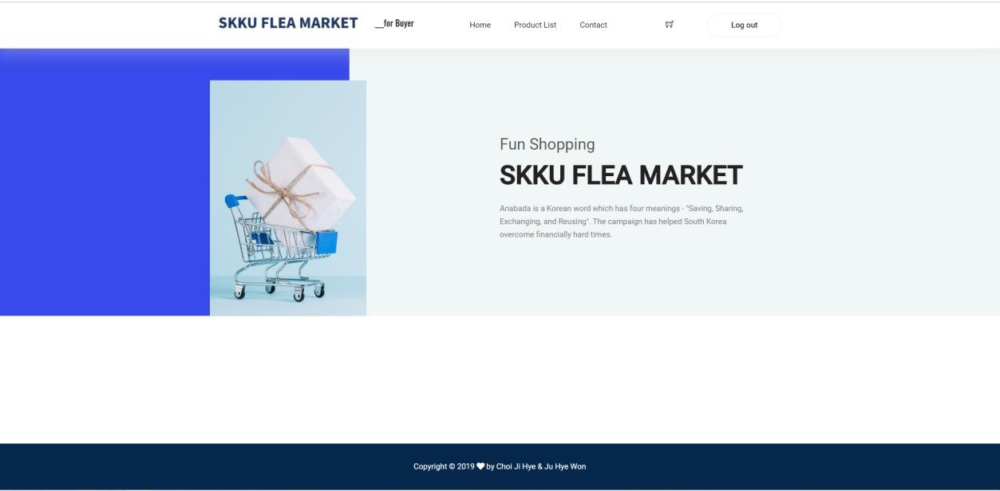 SKKU FLEA MARKET __for Buyer Home Product List Contact Log out
Fun Shopping
SKKU FLEA MARKET
Anabada is a Korean word which has four meanings - "Saving, Sharing,
Exchanging, and Reusing". The campaign has helped South Korea
overcome financially hard times.
Copyright © 2019 ♥ by Choi Ji Hye & Ju Hye Won